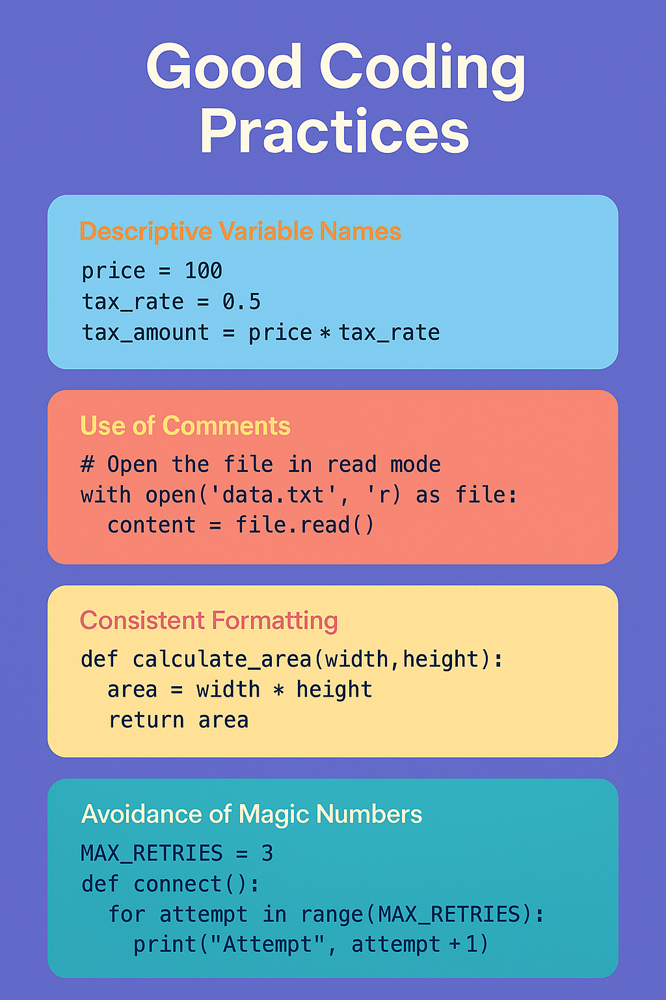 Good Coding
Practices
Descriptive Variable Names
price = 100
tax_rate = 0.5
tax_amount = price * tax_rate
Use of Comments
# Open the file in read mode
with open('data.txt', 'r) as file:
  content = file.read()
Consistent Formatting
def calculate_area(width,height):
  area = width * height
  return area
Avoidance of Magic Numbers
MAX_RETRIES = 3
def connect():
  for attempt in range(MAX_RETRIES):
    print("Attempt", attempt +1)